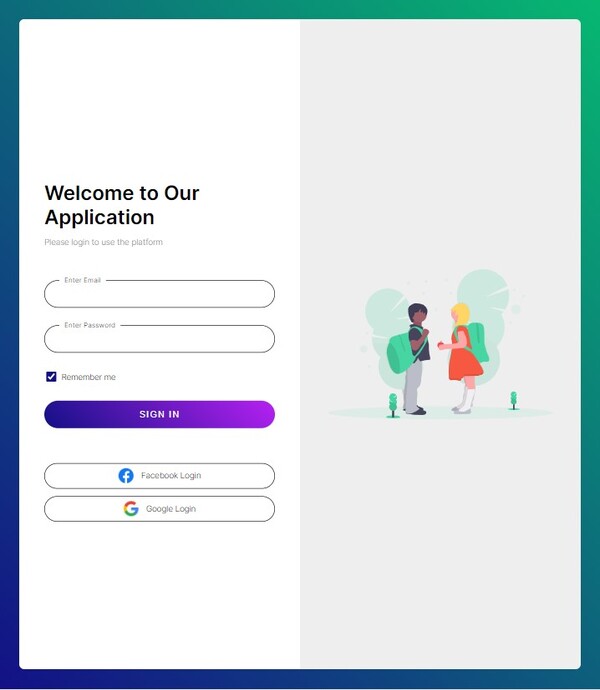 Welcome to Our
Application
Please login to use the platform
Enter Email
Enter Password
Remember me
SIGN IN
Facebook Login
Google Login